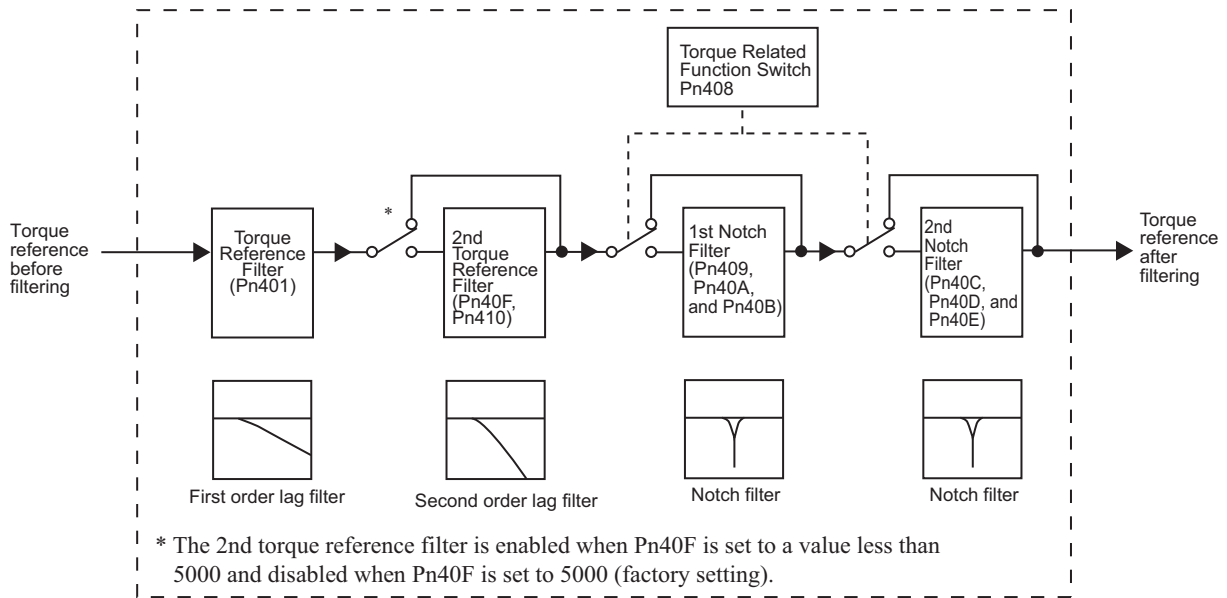 Torque Related
Function Switch
Pn408
*
Torque
reference
before
filtering
Torque
Reference
Filter
(Pn401)
2nd
Torque
Reference
Filter
(Pn40F,
Pn410)
1st Notch
Filter
(Pn409,
Pn40A,
and Pn40B)
2nd
Notch
Filter
(Pn40C,
Pn40D, and
Pn40E)
Torque
reference
after
filtering
First order lag filter
Second order lag filter
Notch filter
Notch filter
* The 2nd torque reference filter is enabled when Pn40F is set to a value less than
5000 and disabled when Pn40F is set to 5000 (factory setting).